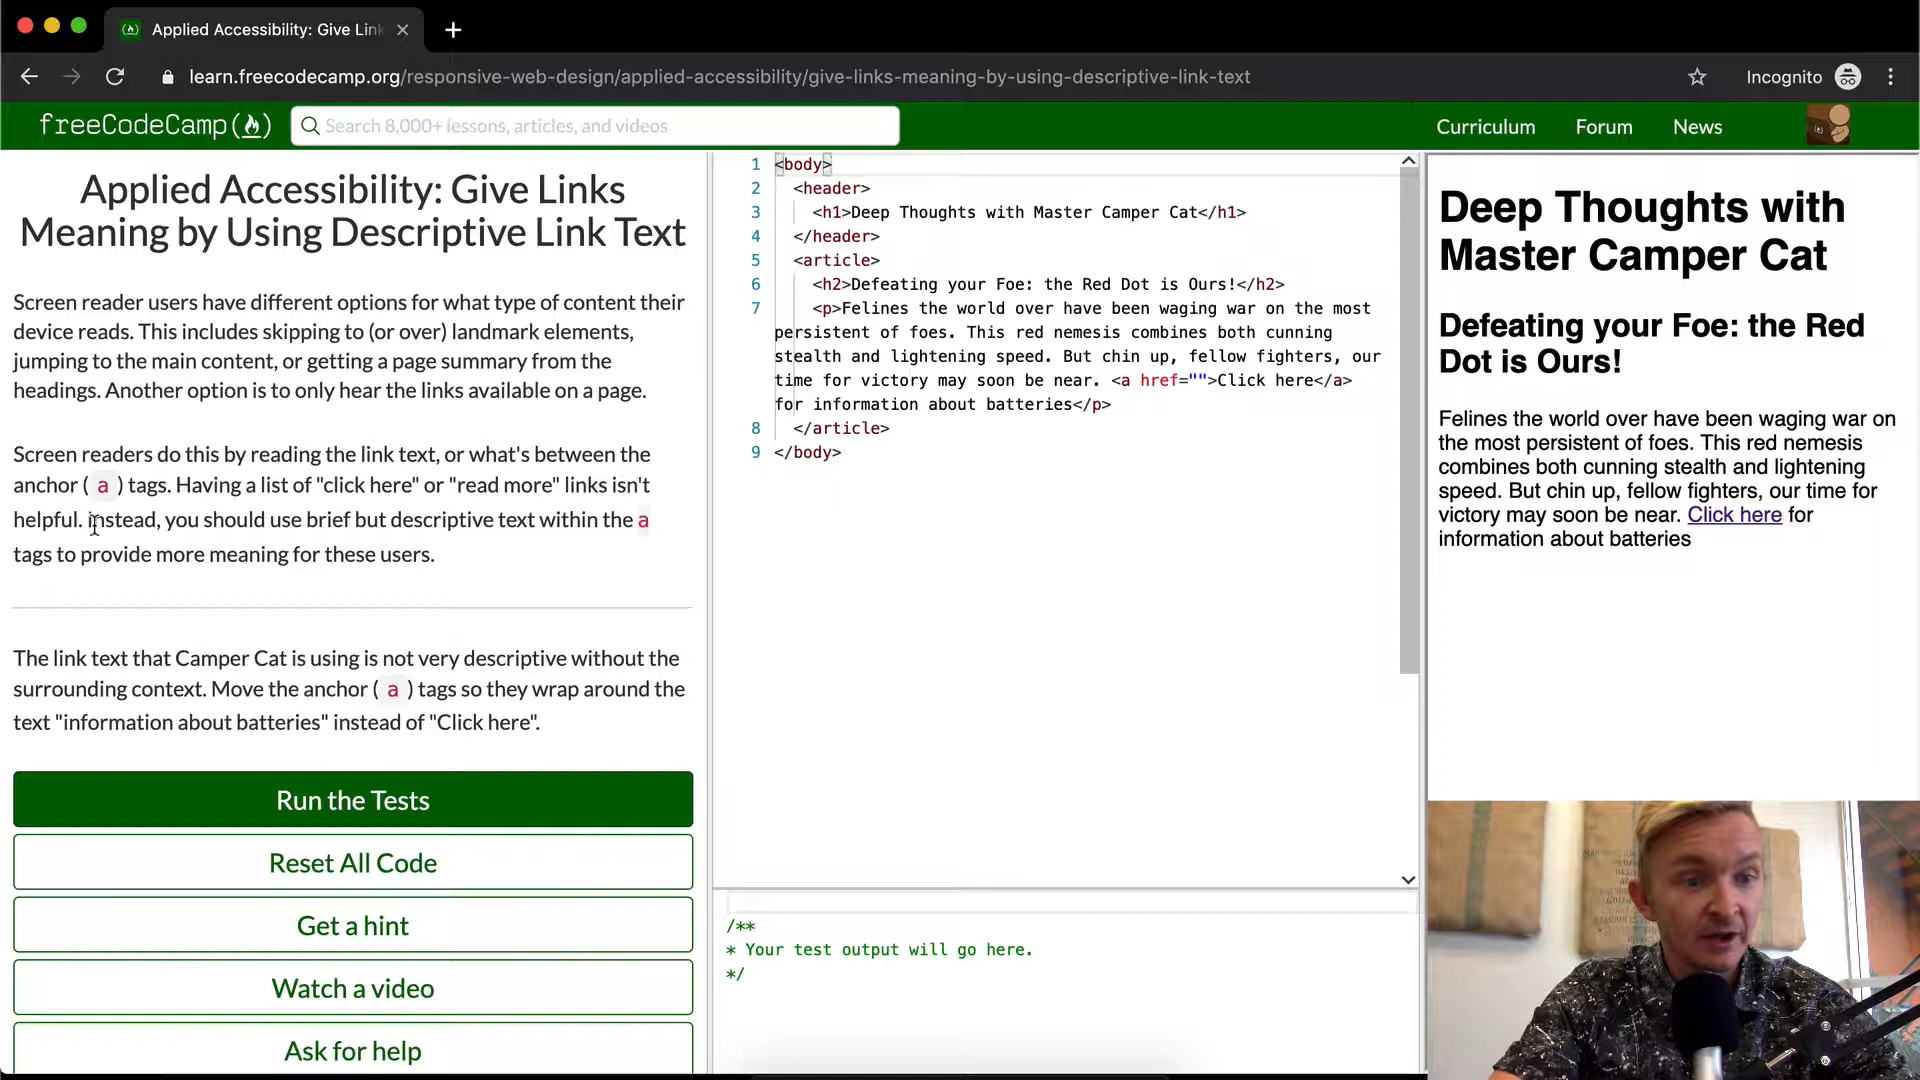 Applied Accessibility: Give Link
learn.freecodecamp.org/responsive-web-design/applied-accessibility/give-links-meaning-by-using-descriptive-link-text
Incognito
freeCodeCamp
Search 8,000+ lessons, articles, and videos
Curriculum
Forum
News
Applied Accessibility: Give Links
Meaning by Using Descriptive Link Text
Screen reader users have different options for what type of content their
device reads. This includes skipping to (or over) landmark elements,
jumping to the main content, or getting a page summary from the
headings. Another option is to only hear the links available on a page.
Screen readers do this by reading the link text, or what's between the
anchor ( a ) tags. Having a list of "click here" or "read more" links isn't
helpful. Instead, you should use brief but descriptive text within the a
tags to provide more meaning for these users.
The link text that Camper Cat is using is not very descriptive without the
surrounding context. Move the anchor ( a ) tags so they wrap around the
text "information about batteries" instead of "Click here".
Run the Tests
Reset All Code
Get a hint
Watch a video
Ask for help
1 <body>
2 <header>
3 <h1>Deep Thoughts with Master Camper Cat</h1>
4 </header>
5 <article>
6 <h2>Defeating your Foe: the Red Dot is Ours!</h2>
7 <p>Felines the world over have been waging war on the most
persistent of foes. This red nemesis combines both cunning
stealth and lightening speed. But chin up, fellow fighters, our
time for victory may soon be near. <a href="">Click here</a>
for information about batteries</p>
8 </article>
9 </body>
/**
* Your test output will go here.
*/
Deep Thoughts with
Master Camper Cat
Defeating your Foe: the Red
Dot is Ours!
Felines the world over have been waging war on
the most persistent of foes. This red nemesis
combines both cunning stealth and lightening
speed. But chin up, fellow fighters, our time for
victory may soon be near. Click here for
information about batteries